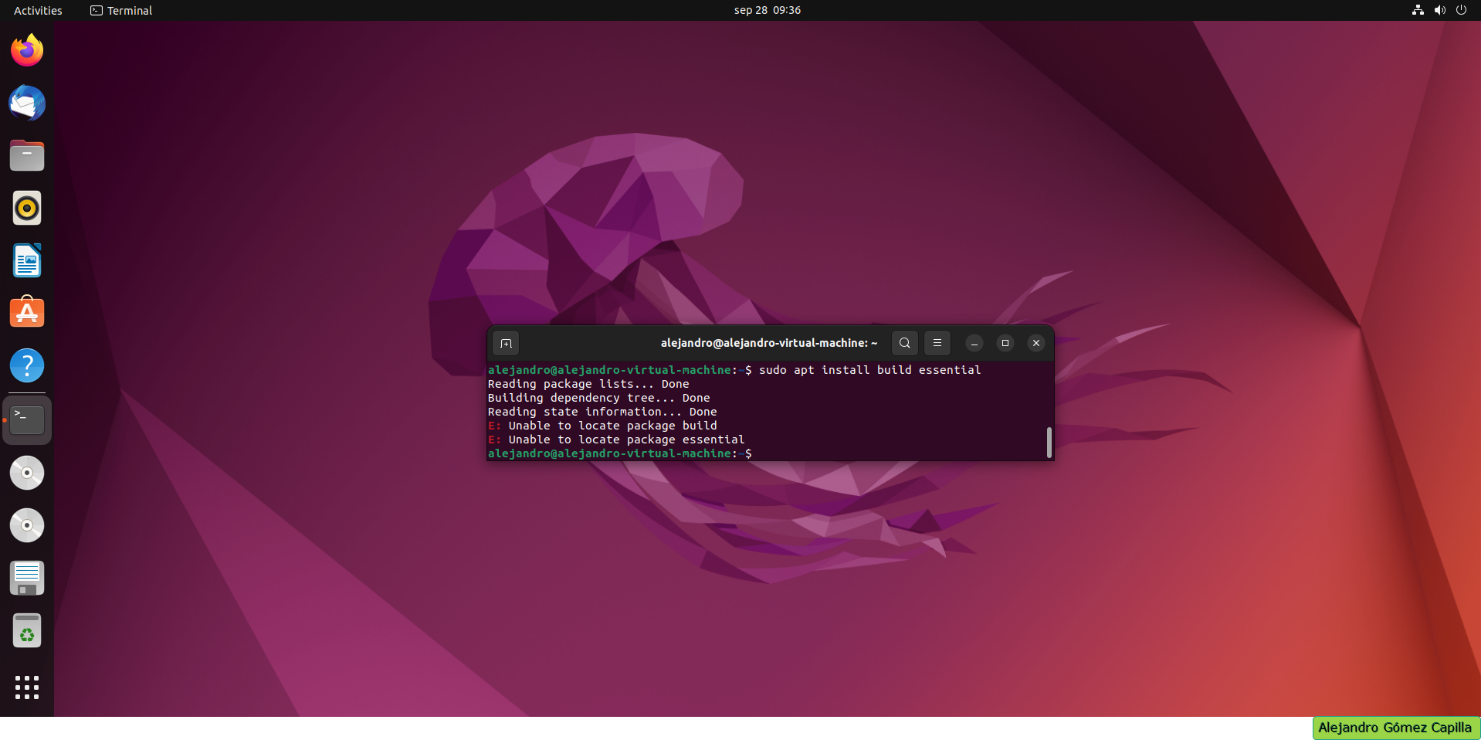 Activities
Terminal
sep 28 09:36
alejandro@alejandro-virtual-machine: ~
alejandro@alejandro-virtual-machine:~$ sudo apt install build essential
Reading package lists... Done
Building dependency tree... Done
Reading state information... Done
E: Unable to locate package build
E: Unable to locate package essential
alejandro@alejandro-virtual-machine:~$
Alejandro Gómez Capilla